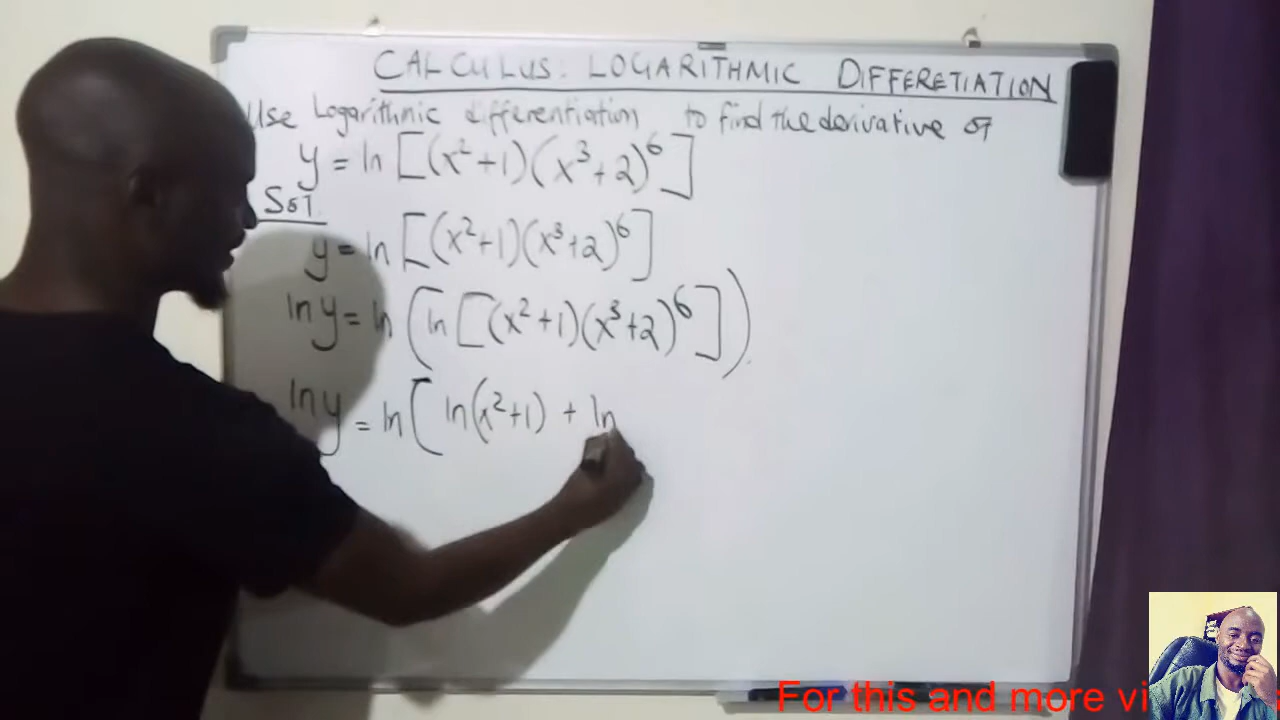 CALCULUS: LOGARITHMIC DIFFERETIATION
Use Logarithmic differentiation to find the derivative of
y = ln [(x²+1)(x³+2)⁶]
Sol
y = ln [(x²+1)(x³+2)⁶]
ln y = ln (ln [(x²+1)(x³+2)⁶]).
ln y = ln [ ln(x²+1) + ln
For this and more vi